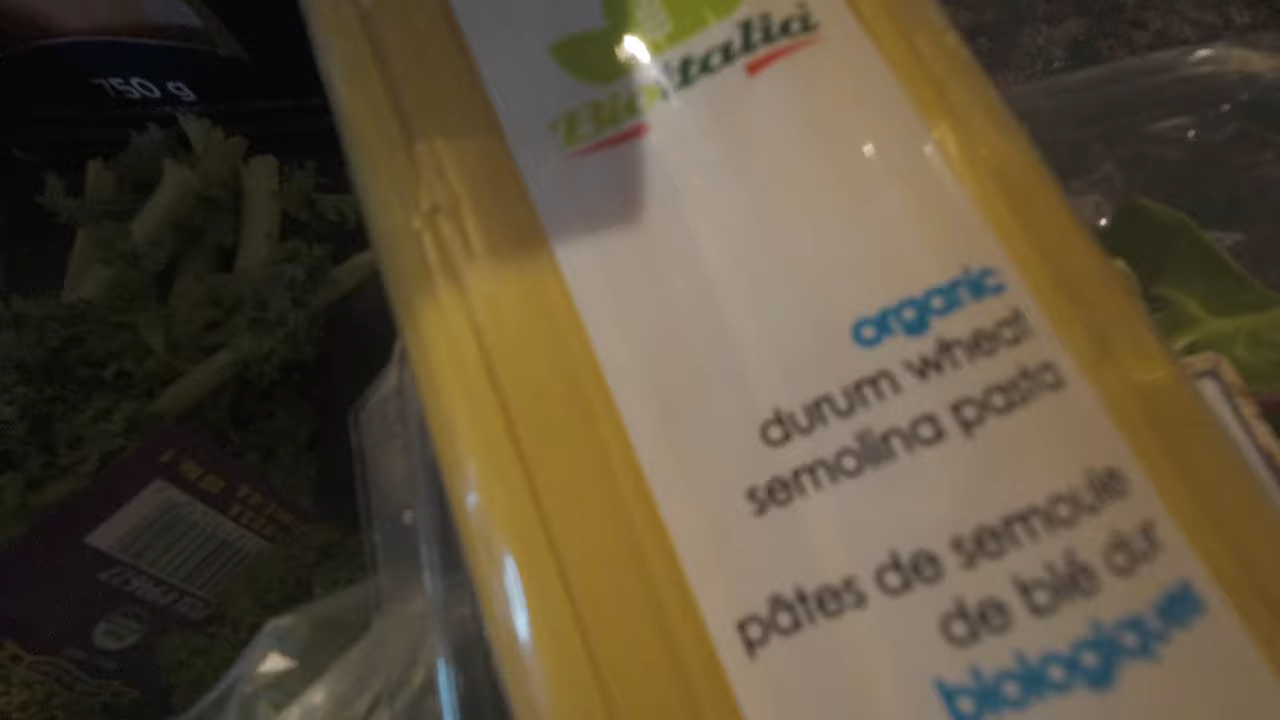 750 g
Bioitalia
organic
durum wheat
semolina pasta
pâtes de semoule
de blé dur
biologiques